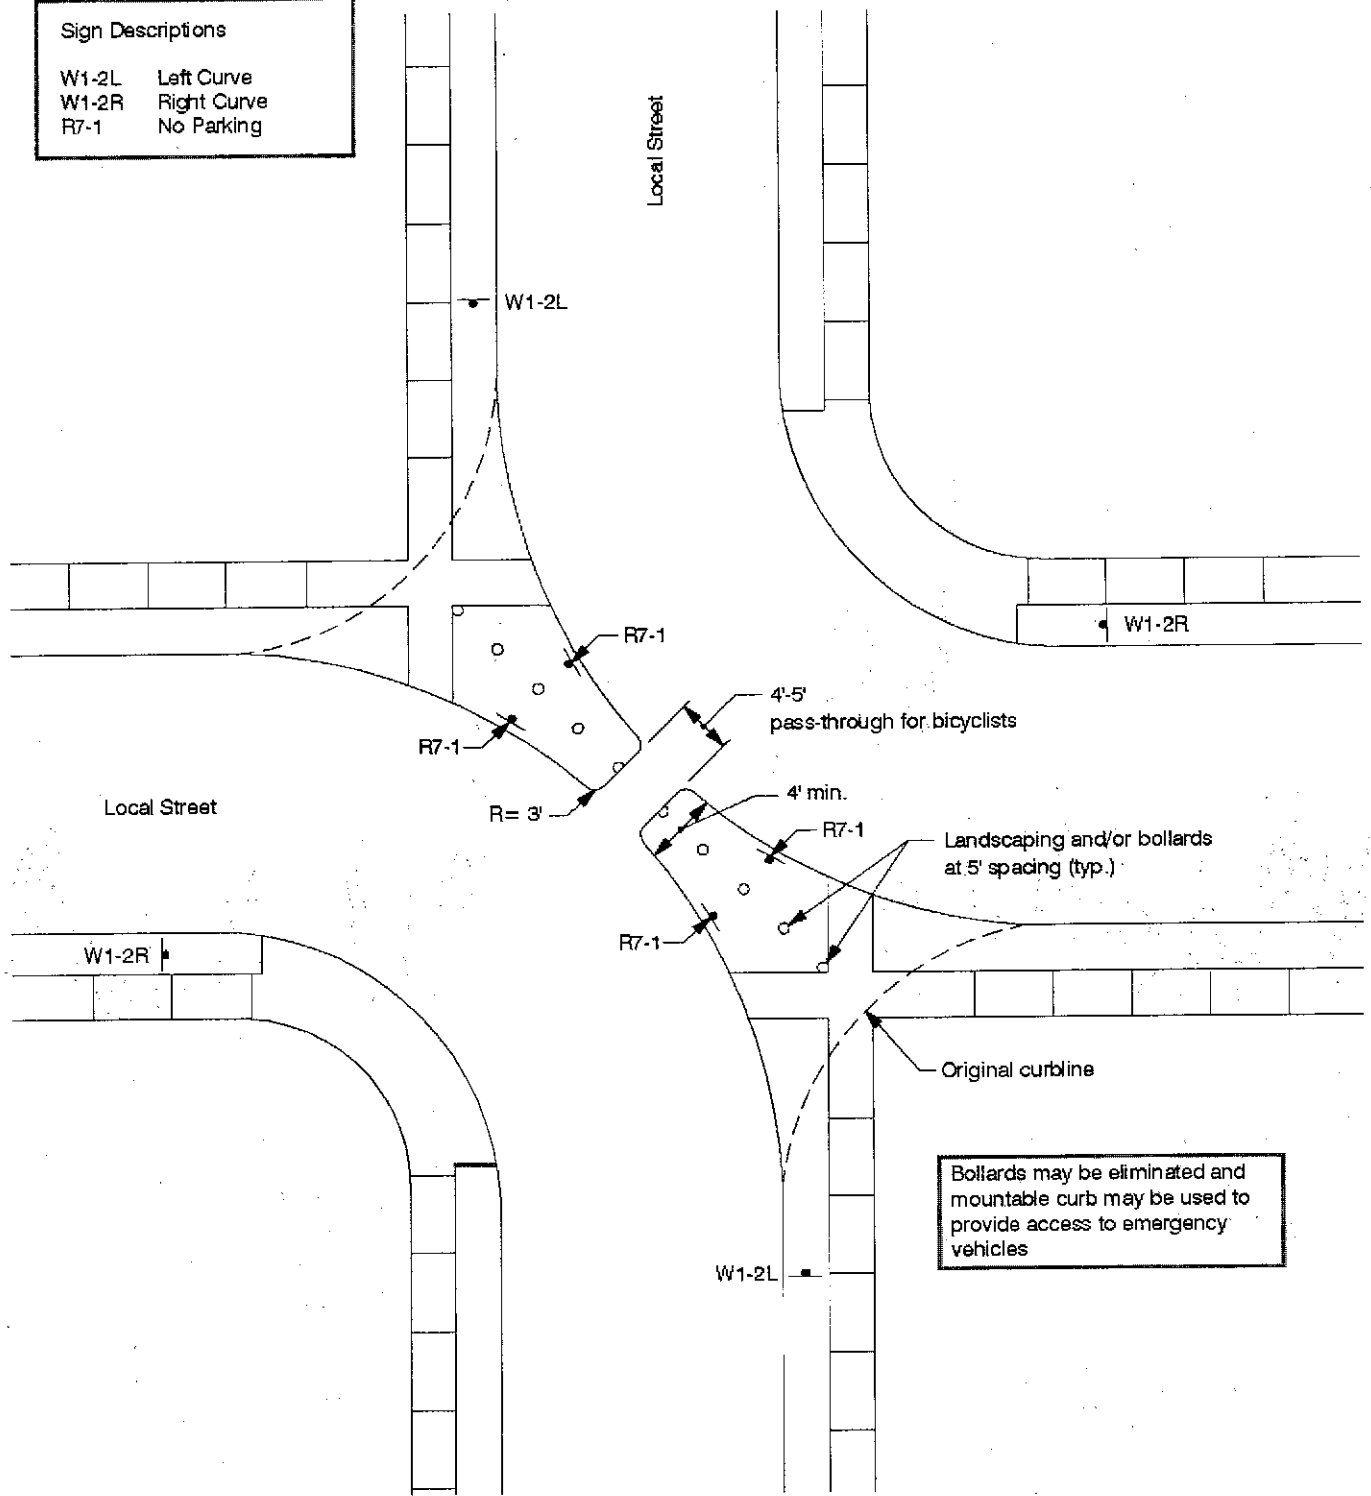 Sign Descriptions
W1-2L Left Curve
W1-2R Right Curve
R7-1 No Parking
Local Street
W1-2L
W1-2R
R7-1
4'-5'
pass-through for bicyclists
R7-1
R= 3'
4' min.
Local Street
R7-1
Landscaping and/or bollards
at 5' spacing (typ.)
R7-1
W1-2R
Original curbline
Bollards may be eliminated and
mountable curb may be used to
provide access to emergency
vehicles
W1-2L